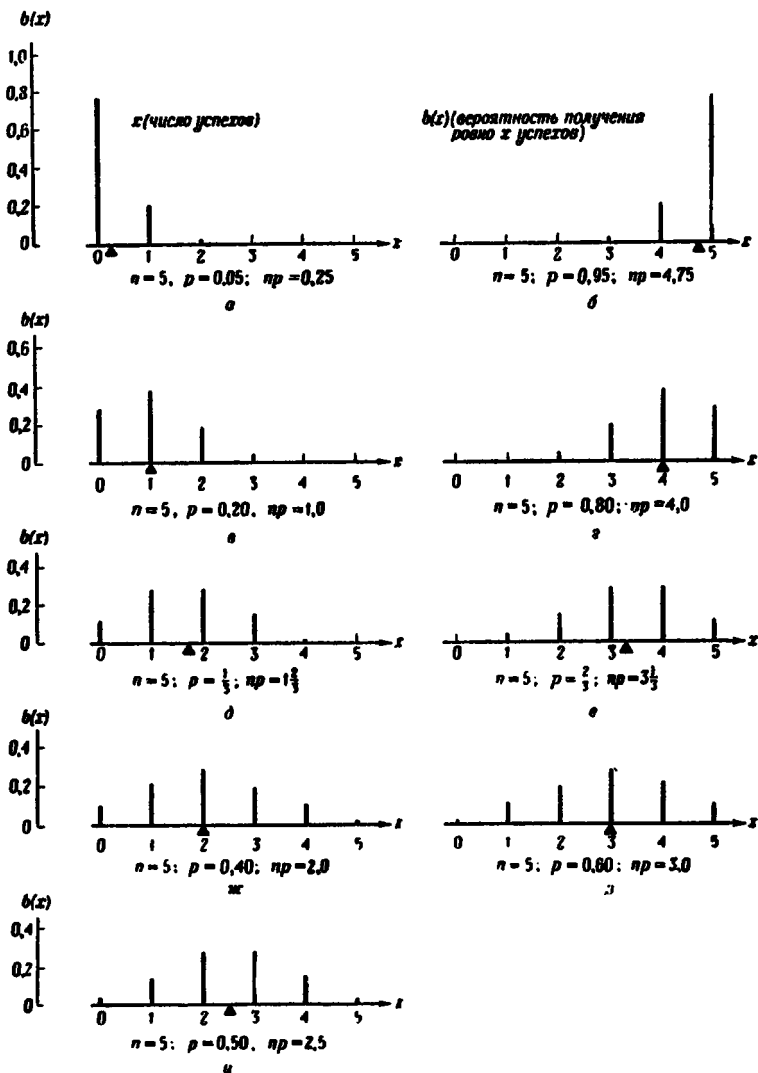 b(x)
1,0
0,8
0,6
0,4
0,2
0
x (число успехов)
0 1 2 3 4 5 x
n=5, p=0,05; np=0,25
а
b(x) (вероятность получения
ровно x успехов)
0 1 2 3 4 5 x
n=5; p=0,95; np=4,75
б
b(x)
0,6
0,4
0,2
0
0 1 2 3 4 5 x
n=5, p=0,20, np=1,0
в
0 1 2 3 4 5 x
n=5; p=0,80; np=4,0
г
b(x)
0,4
0,2
0
0 1 2 3 4 5 x
n=5; p=1/3; np=1 2/3
д
0 1 2 3 4 5 x
n=5; p=2/3; np=3 1/3
е
b(x)
0,4
0,2
0
0 1 2 3 4 5 x
n=5; p=0,40; np=2,0
ж
0 1 2 3 4 5 x
n=5; p=0,60; np=3,0
з
b(x)
0,4
0,2
0
0 1 2 3 4 5 x
n=5; p=0,50, np=2,5
и